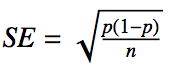 SE = √(p(1−p)/n)